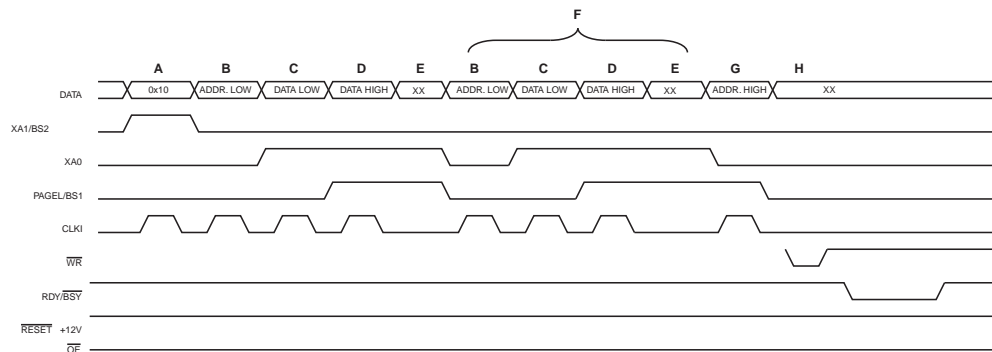 F
A B C D E B C D E G H
DATA 0x10 ADDR. LOW DATA LOW DATA HIGH XX ADDR. LOW DATA LOW DATA HIGH XX ADDR. HIGH XX
XA1/BS2
XA0
PAGEL/BS1
CLKI
WR
RDY/BSY
RESET +12V
OE